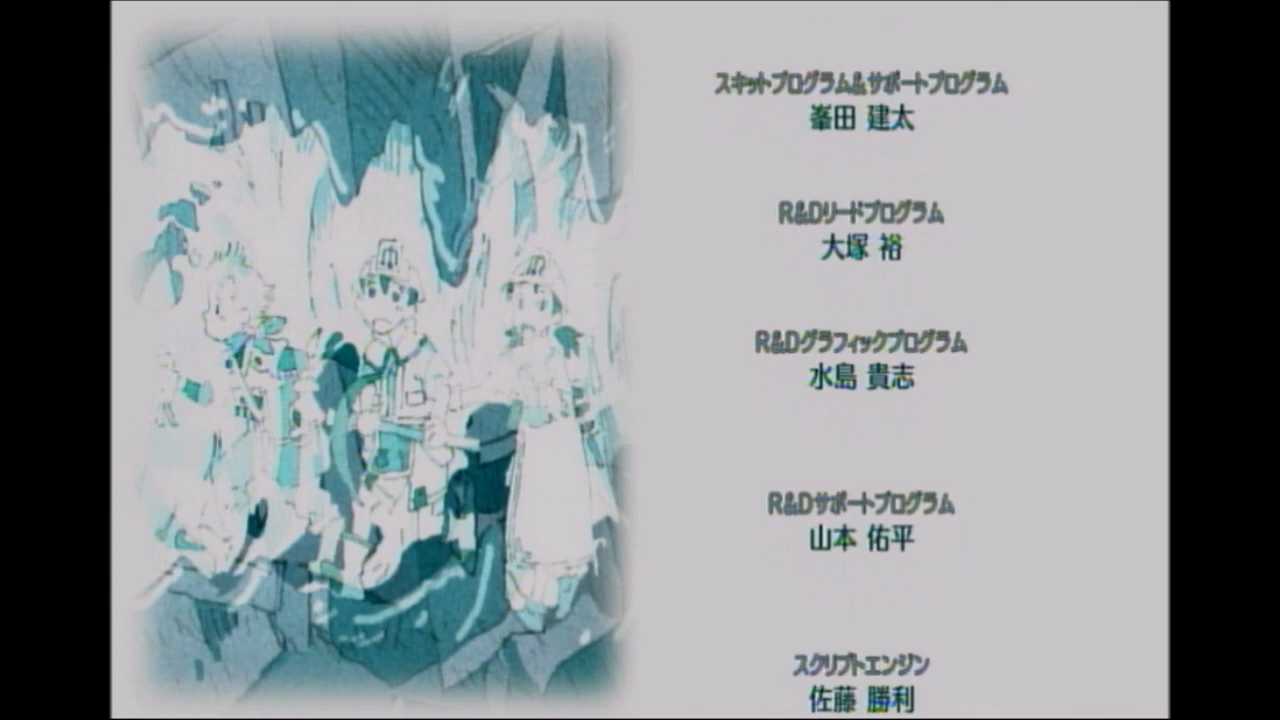 スキットプログラム&サポートプログラム
峯田 建太
R&Dリードプログラム
大塚 裕
R&Dグラフィックプログラム
水島 貴志
R&Dサポートプログラム
山本 佑平
スクリプトエンジン
佐藤 勝利